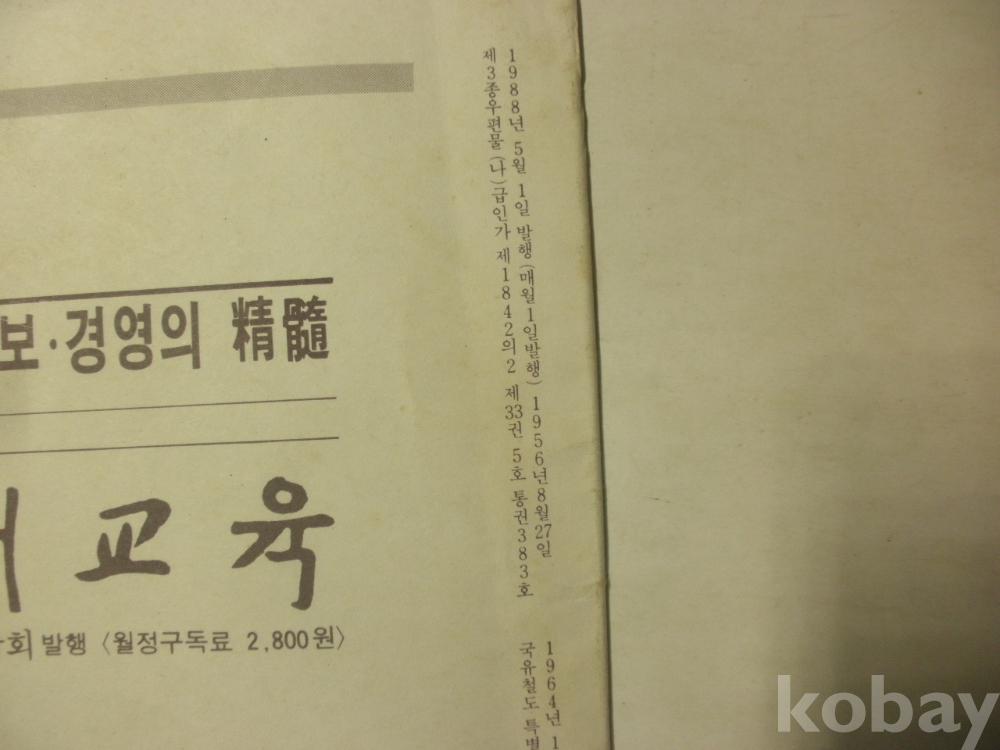 보·경영의 精髓
교육
회 발행 〈월정구독료 2,800원〉
1988년 5월 1일 발행(매월1일발행) 1956년8월27일
제3종우편물(나)급인가 제1842의2 제33권 5호 통권383호
1964년 1
국유철도 특별
kobay